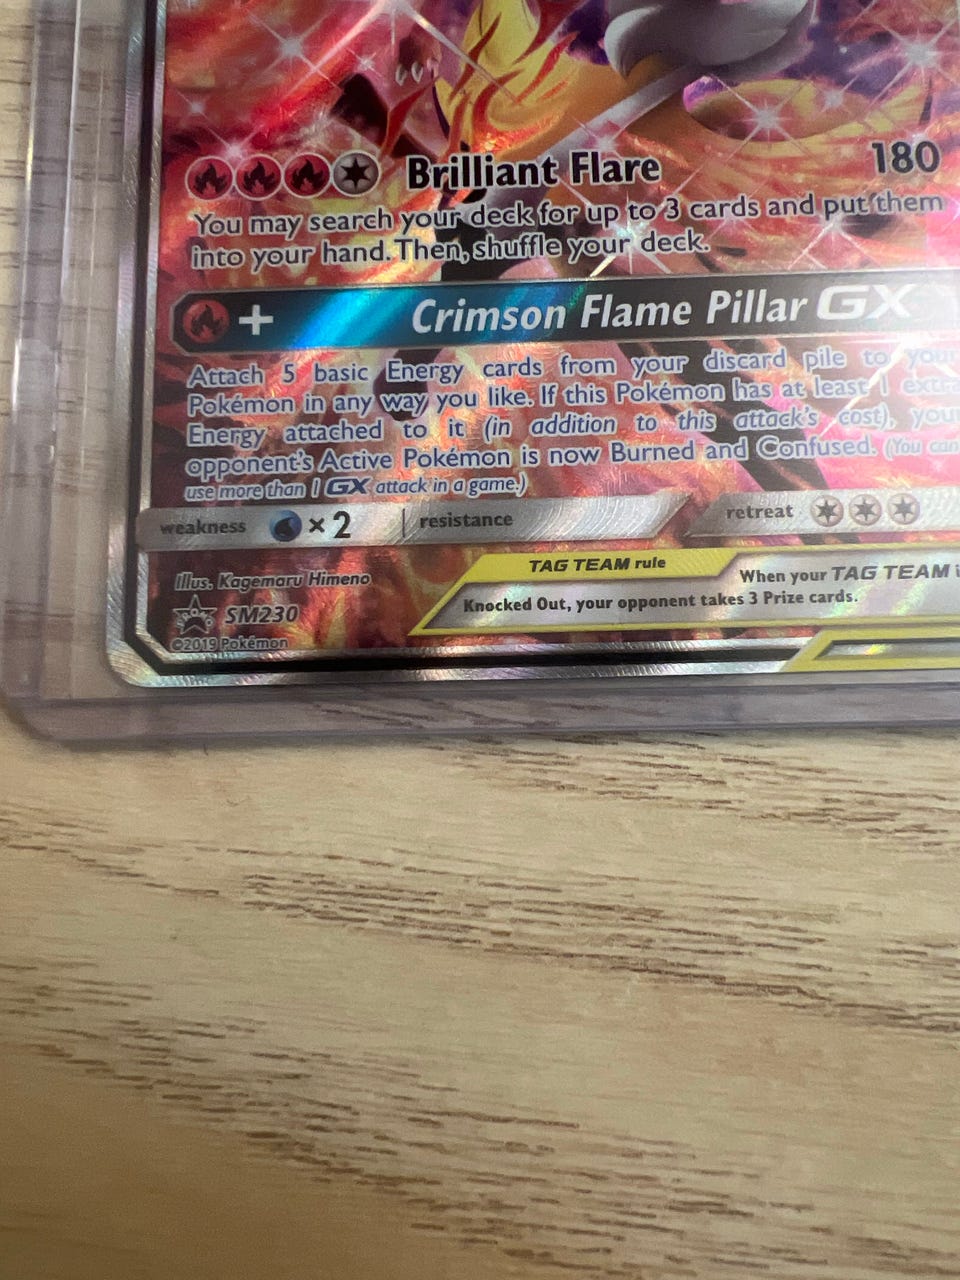 Brilliant Flare 180
You may search your deck for up to 3 cards and put them
into your hand. Then, shuffle your deck.
+ Crimson Flame Pillar GX
Attach 5 basic Energy cards from your discard pile to your
Pokémon in any way you like. If this Pokémon has at least 1 extra
Energy attached to it (in addition to this attack's cost), your
opponent's Active Pokémon is now Burned and Confused. (You can
use more than 1 GX attack in a game.)
weakness ×2 resistance retreat
TAG TEAM rule
When your TAG TEAM i
Knocked Out, your opponent takes 3 Prize cards.
Illus. Kagemaru Himeno
SM230
©2019 Pokémon